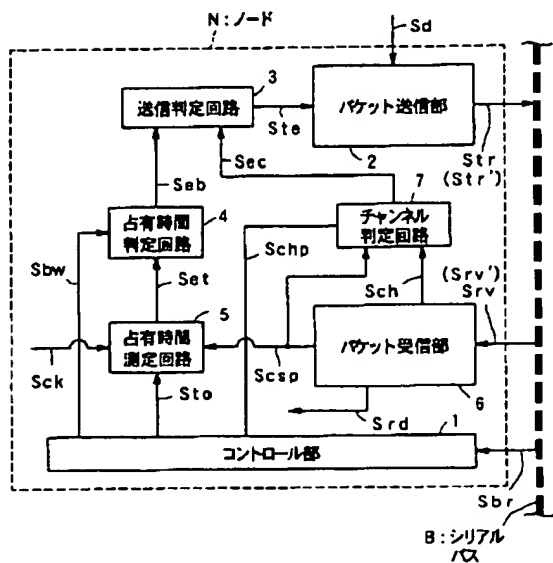 N:ノード
Sd
3
送信判定回路
Ste
パケット送信部
2
Str
(Str')
Seb
Sec
7
チャンネル
判定回路
4
占有時間
判定回路
Sbw
Schp
Set
Sch
(Srv')
Srv
5
占有時間
測定回路
Sck
Scsp
パケット受信部
6
Sto
Srd
1
コントロール部
Sbr
B:シリアル
バス